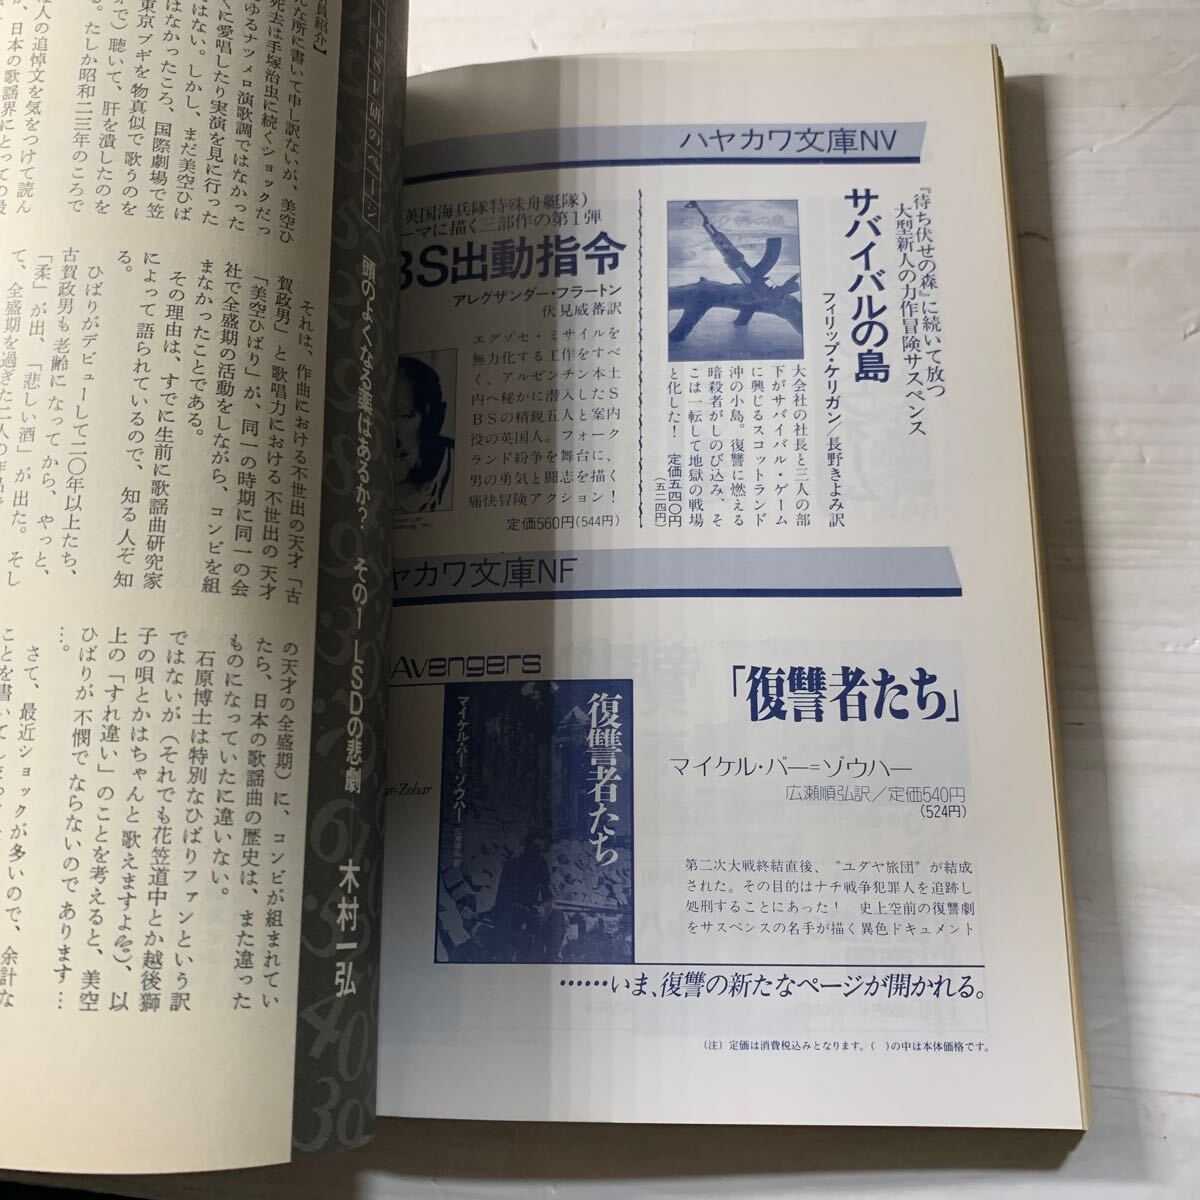 ハヤカワ文庫NV
『待ち伏せの森』に続いて放つ
大型新人の力作冒険サスペンス
サバイバルの島
フィリップ・ケリガン/長野きよみ訳
大会社の社長と三人の部
下がサバイバル・ゲーム
に興じるスコットランド
沖の小島。復讐に燃える
暗殺者がしのび込み、そ
こは一転して地獄の戦場
と化した! 定価五四〇円
(五二四円)
英国海兵隊特殊舟艇隊)
ーマに描く三部作の第1弾
BS出動指令
アレグザンダー・フラートン
伏見威蕃訳
エグゾセ・ミサイルを
無力化する工作をすべ
く、アルゼンチン本土
内へ秘かに潜入したS
BSの精鋭五人と案内
役の英国人。フォーク
ランド紛争を舞台に、
男の勇気と闘志を描く
痛快冒険アクション!
定価560円(544円)
ヤカワ文庫NF
Avengers
復讐者たち
マイケル・バー=ゾウハー
広瀬順弘訳
ar-Zohar
「復讐者たち」
マイケル・バー=ゾウハー
広瀬順弘訳/定価540円
(524円)
第二次大戦終結直後、“ユダヤ旅団”が結成
された。その目的はナチ戦争犯罪人を追跡し
処刑することにあった! 史上空前の復讐劇
をサスペンスの名手が描く異色ドキュメント
……いま、復讐の新たなページが開かれる。
(注)定価は消費税込みとなります。( )の中は本体価格です。
ードSF研のページ
頭のよくなる薬はあるか? その1 LSDの悲劇
木村一弘
員紹介】
んな所に書いて申し訳ないが、美空ひ
死去は手塚治虫に続くショックだっ
ゆるナツメロ演歌調ではなかった
くに愛唱したり実演を見に行った
ではない。しかし、まだ美空ひば
はなかったころ、国際劇場で笠
東京ブギを物真似で歌うのを
で)聴いて、肝を潰したのを
る。たしか昭和二三年のころで
人の追悼文を気をつけて読ん
、日本の歌謡界にとっての最
それは、作曲における不世出の天才「古
賀政男」と歌唱力における不世出の天才
「美空ひばり」が、同一の時期に同一の会
社で全盛期の活動をしながら、コンビを組
まなかったことである。
その理由は、すでに生前に歌謡曲研究家
によって語られているので、知る人ぞ知
る。
ひばりがデビューして二〇年以上たち、
古賀政男も老齢になってから、やっと、
「柔」が出、「悲しい酒」が出た。そし
て、全盛期を過ぎた二人の作品で
の天才の全盛期)に、コンビが組まれてい
たら、日本の歌謡曲の歴史は、また違った
ものになっていたに違いない。
石原博士は特別なひばりファンという訳
ではないが(それでも花笠道中とか越後獅
子の唄とかはちゃんと歌えますよ)、以
上の「すれ違い」のことを考えると、美空
ひばりが不憫でならないのであります…
…。
さて、最近ショックが多いので、余計な
ことを書いてしまっ